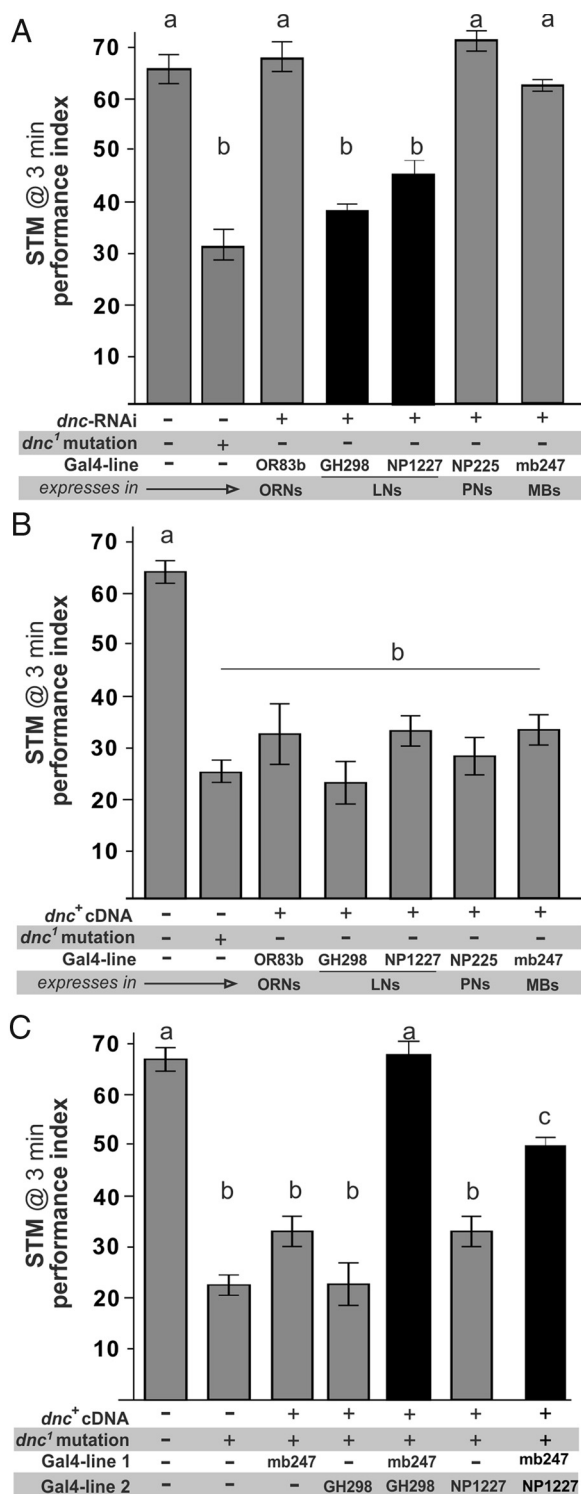 A
STM @ 3 min
performance index
70
60
50
40
30
20
10
a b a b b a a
dnc-RNAi - - + + + + +
dnc¹ mutation - + - - - - -
Gal4-line - - OR83b GH298 NP1227 NP225 mb247
expresses in ORNs LNs PNs MBs
B
STM @ 3 min
performance index
70
60
50
40
30
20
10
a
b
dnc⁺ cDNA - - + + + + +
dnc¹ mutation - + - - - - -
Gal4-line - - OR83b GH298 NP1227 NP225 mb247
expresses in ORNs LNs PNs MBs
C
STM @ 3 min
performance index
70
60
50
40
30
20
10
a b b b a b c
dnc⁺ cDNA - - + + + + +
dnc¹ mutation - + + + + + +
Gal4-line 1 - - mb247 - mb247 - mb247
Gal4-line 2 - - - GH298 GH298 NP1227 NP1227